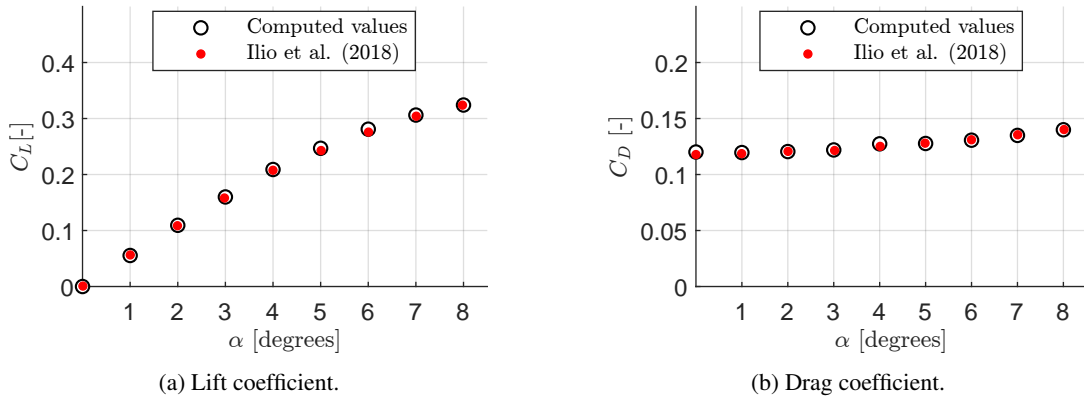 Computed values
Ilio et al. (2018)
0.4
0.3
0.2
0.1
0
C_L [-]
1 2 3 4 5 6 7 8
α [degrees]
(a) Lift coefficient.
Computed values
Ilio et al. (2018)
0.2
0.15
0.1
0.05
0
C_D [-]
1 2 3 4 5 6 7 8
α [degrees]
(b) Drag coefficient.